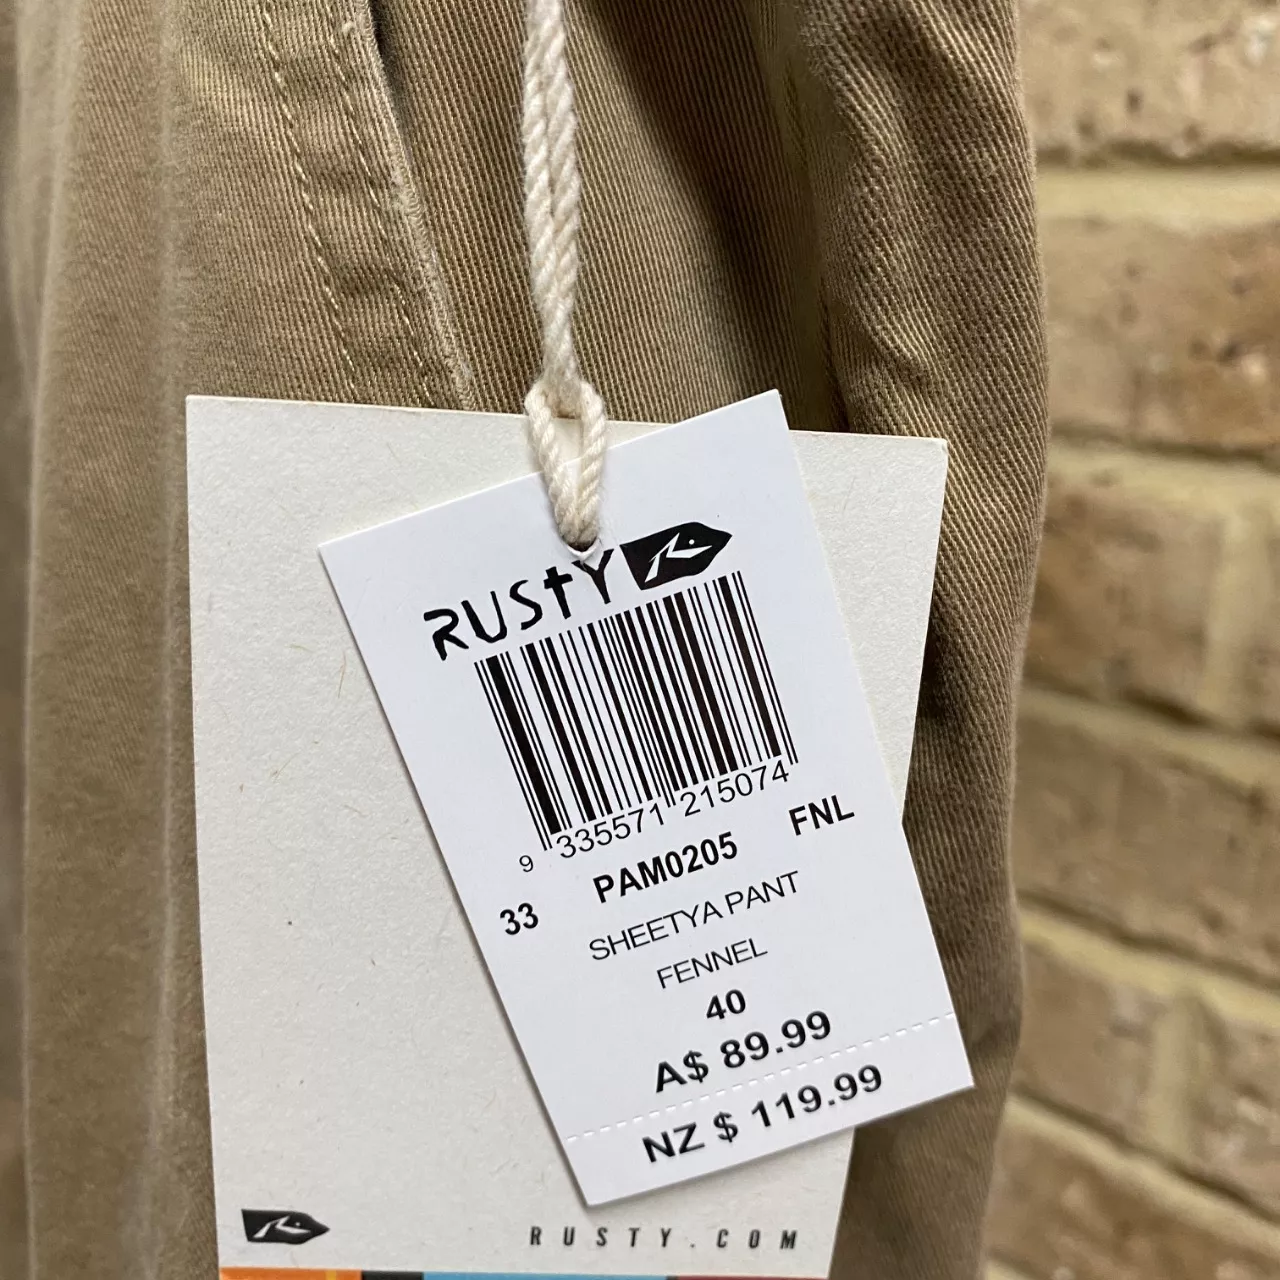 RUSTY
9 335571 215074
33 PAM0205 FNL
SHEETYA PANT
FENNEL
40
A$ 89.99
NZ $ 119.99
RUSTY.COM